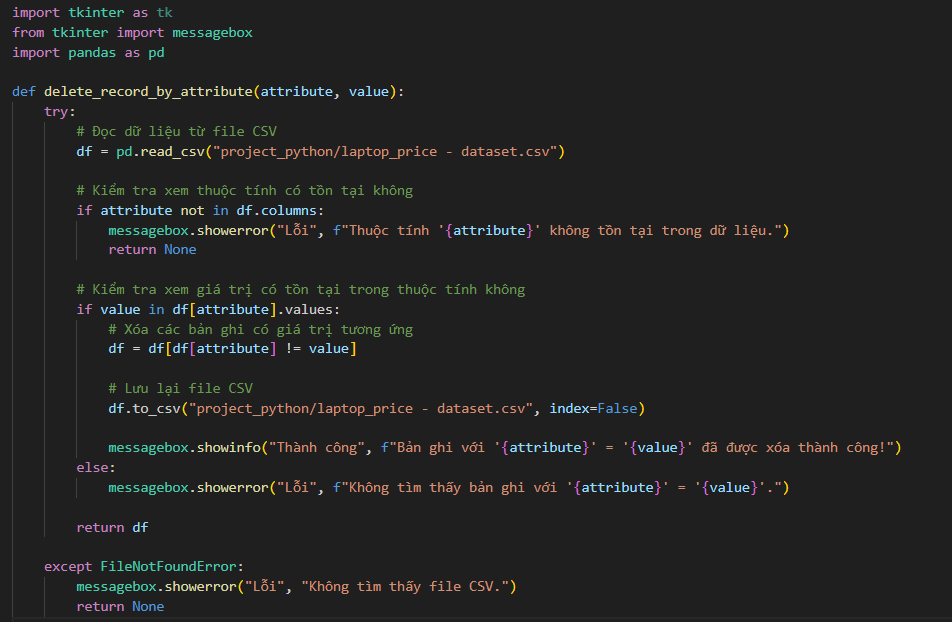 import tkinter as tk
from tkinter import messagebox
import pandas as pd
def delete_record_by_attribute(attribute, value):
try:
# Đọc dữ liệu từ file CSV
df = pd.read_csv("project_python/laptop_price - dataset.csv")
# Kiểm tra xem thuộc tính có tồn tại không
if attribute not in df.columns:
messagebox.showerror("Lỗi", f"Thuộc tính '{attribute}' không tồn tại trong dữ liệu.")
return None
# Kiểm tra xem giá trị có tồn tại trong thuộc tính không
if value in df[attribute].values:
# Xóa các bản ghi có giá trị tương ứng
df = df[df[attribute] != value]
# Lưu lại file CSV
df.to_csv("project_python/laptop_price - dataset.csv", index=False)
messagebox.showinfo("Thành công", f"Bản ghi với '{attribute}' = '{value}' đã được xóa thành công!")
else:
messagebox.showerror("Lỗi", f"Không tìm thấy bản ghi với '{attribute}' = '{value}'.")
return df
except FileNotFoundError:
messagebox.showerror("Lỗi", "Không tìm thấy file CSV.")
return None